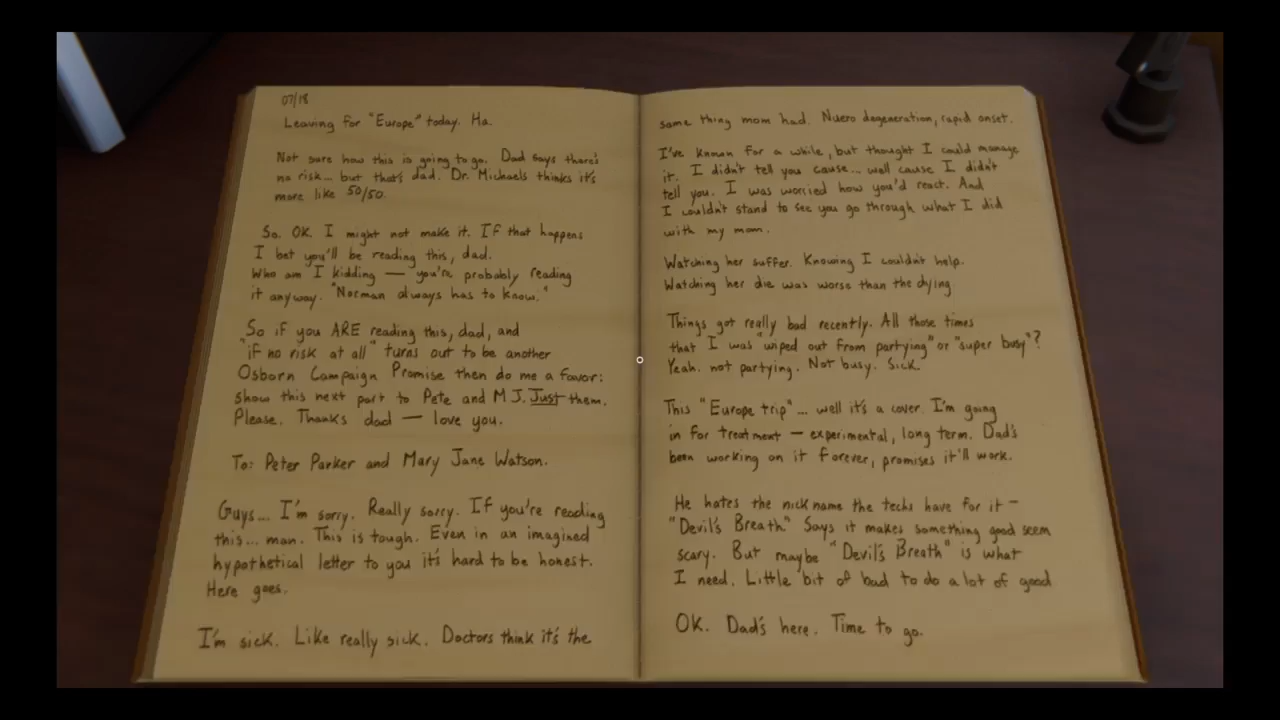 07/18
Leaving for "Europe" today. Ha.
Not sure how this is going to go. Dad says there's
no risk... but that's dad. Dr. Michaels thinks it's
more like 50/50.
So. OK. I might not make it. If that happens
I bet you'll be reading this, dad.
Who am I kidding — you're probably reading
it anyway. "Norman always has to know."
So if you ARE reading this, dad, and
"if no risk at all" turns out to be another
Osborn Campaign Promise then do me a favor:
show this next part to Pete and MJ. Just them.
Please. Thanks dad — love you.
To: Peter Parker and Mary Jane Watson.
Guys... I'm sorry. Really sorry. If you're reading
this... man. This is tough. Even in an imagined
hypothetical letter to you it's hard to be honest.
Here goes.
I'm sick. Like really sick. Doctors think it's the
same thing mom had. Nuero degeneration, rapid onset.
I've known for a while, but thought I could manage
it. I didn't tell you cause... well cause I didn't
tell you. I was worried how you'd react. And
I couldn't stand to see you go through what I did
with my mom.
Watching her suffer. Knowing I couldn't help.
Watching her die was worse than the dying
Things got really bad recently. All those times
that I was "wiped out from partying" or "super busy"?
Yeah. not partying. Not busy. Sick.
This "Europe trip"... well it's a cover. I'm going
in for treatment — experimental, long term. Dad's
been working on it forever, promises it'll work.
He hates the nickname the techs have for it —
"Devil's Breath." Says it makes something good seem
scary. But maybe "Devil's Breath" is what
I need. Little bit of bad to do a lot of good
OK. Dad's here. Time to go.